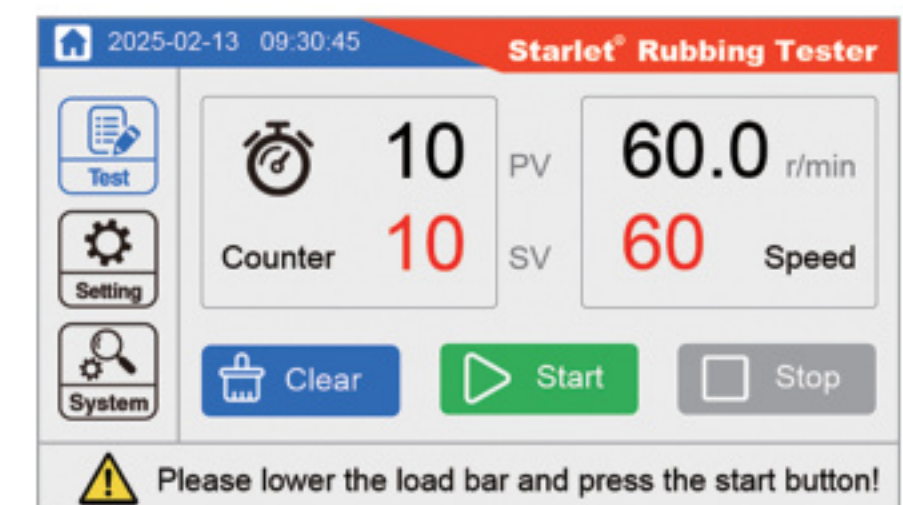 2025-02-13 09:30:45
Starlet® Rubbing Tester
Test
Setting
System
10 PV 60.0 r/min
Counter 10 SV 60 Speed
Clear Start Stop
Please lower the load bar and press the start button!